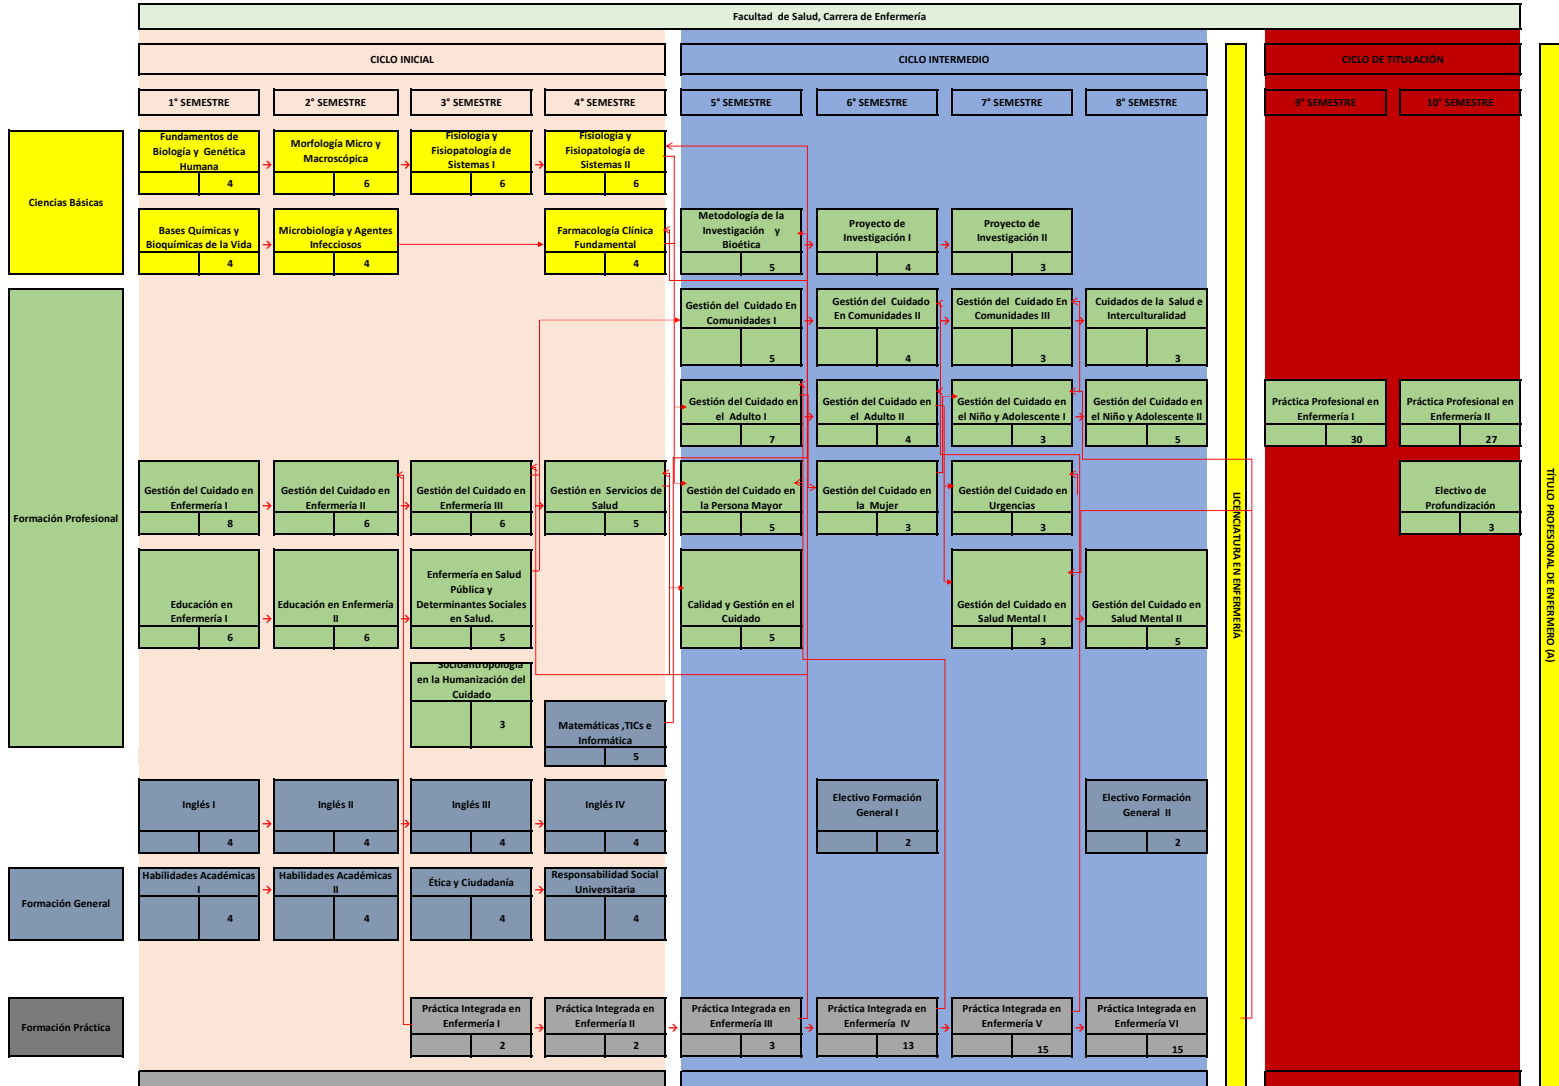 Facultad de Salud, Carrera de Enfermería
CICLO INICIAL
CICLO INTERMEDIO
CICLO DE TITULACIÓN
1° SEMESTRE
2° SEMESTRE
3° SEMESTRE
4° SEMESTRE
5° SEMESTRE
6° SEMESTRE
7° SEMESTRE
8° SEMESTRE
9° SEMESTRE
10° SEMESTRE
LICENCIATURA EN ENFERMERÍA
TÍTULO PROFESIONAL DE ENFERMERO (A)
Ciencias Básicas
Fundamentos de
Biología y Genética
Humana
4
Morfología Micro y
Macroscópica
6
Fisiología y
Fisiopatología de
Sistemas I
6
Fisiología y
Fisiopatología de
Sistemas II
6
Bases Químicas y
Bioquímicas de la Vida
4
Microbiología y Agentes
Infecciosos
4
Farmacología Clínica
Fundamental
4
Metodología de la
Investigación y
Bioética
5
Proyecto de
Investigación I
4
Proyecto de
Investigación II
3
Formación Profesional
Gestión del Cuidado En
Comunidades I
5
Gestión del Cuidado
En Comunidades II
4
Gestión del Cuidado En
Comunidades III
3
Cuidados de la Salud e
Interculturalidad
3
Gestión del Cuidado en
el Adulto I
7
Gestión del Cuidado en
el Adulto II
4
Gestión del Cuidado en
el Niño y Adolescente I
3
Gestión del Cuidado en
el Niño y Adolescente II
5
Práctica Profesional en
Enfermería I
30
Práctica Profesional en
Enfermería II
27
Gestión del Cuidado en
Enfermería I
8
Gestión del Cuidado en
Enfermería II
6
Gestión del Cuidado en
Enfermería III
6
Gestión en Servicios de
Salud
5
Gestión del Cuidado en
la Persona Mayor
5
Gestión del Cuidado en
la Mujer
3
Gestión del Cuidado en
Urgencias
3
Electivo de
Profundización
3
Educación en
Enfermería I
6
Educación en Enfermería
II
6
Enfermería en Salud
Pública y
Determinantes Sociales
en Salud.
5
Calidad y Gestión en el
Cuidado
5
Gestión del Cuidado en
Salud Mental I
3
Gestión del Cuidado en
Salud Mental II
5
Socioantropología
en la Humanización del
Cuidado
3
Matemáticas ,TICs e
Informática
5
Inglés I
4
Inglés II
4
Inglés III
4
Inglés IV
4
Electivo Formación
General I
2
Electivo Formación
General II
2
Formación General
Habilidades Académicas
I
4
Habilidades Académicas
II
4
Ética y Ciudadanía
4
Responsabilidad Social
Universitaria
4
Formación Práctica
Práctica Integrada en
Enfermería I
2
Práctica Integrada en
Enfermería II
2
Práctica Integrada en
Enfermería III
3
Práctica Integrada en
Enfermería IV
13
Práctica Integrada en
Enfermería V
15
Práctica Integrada en
Enfermería VI
15